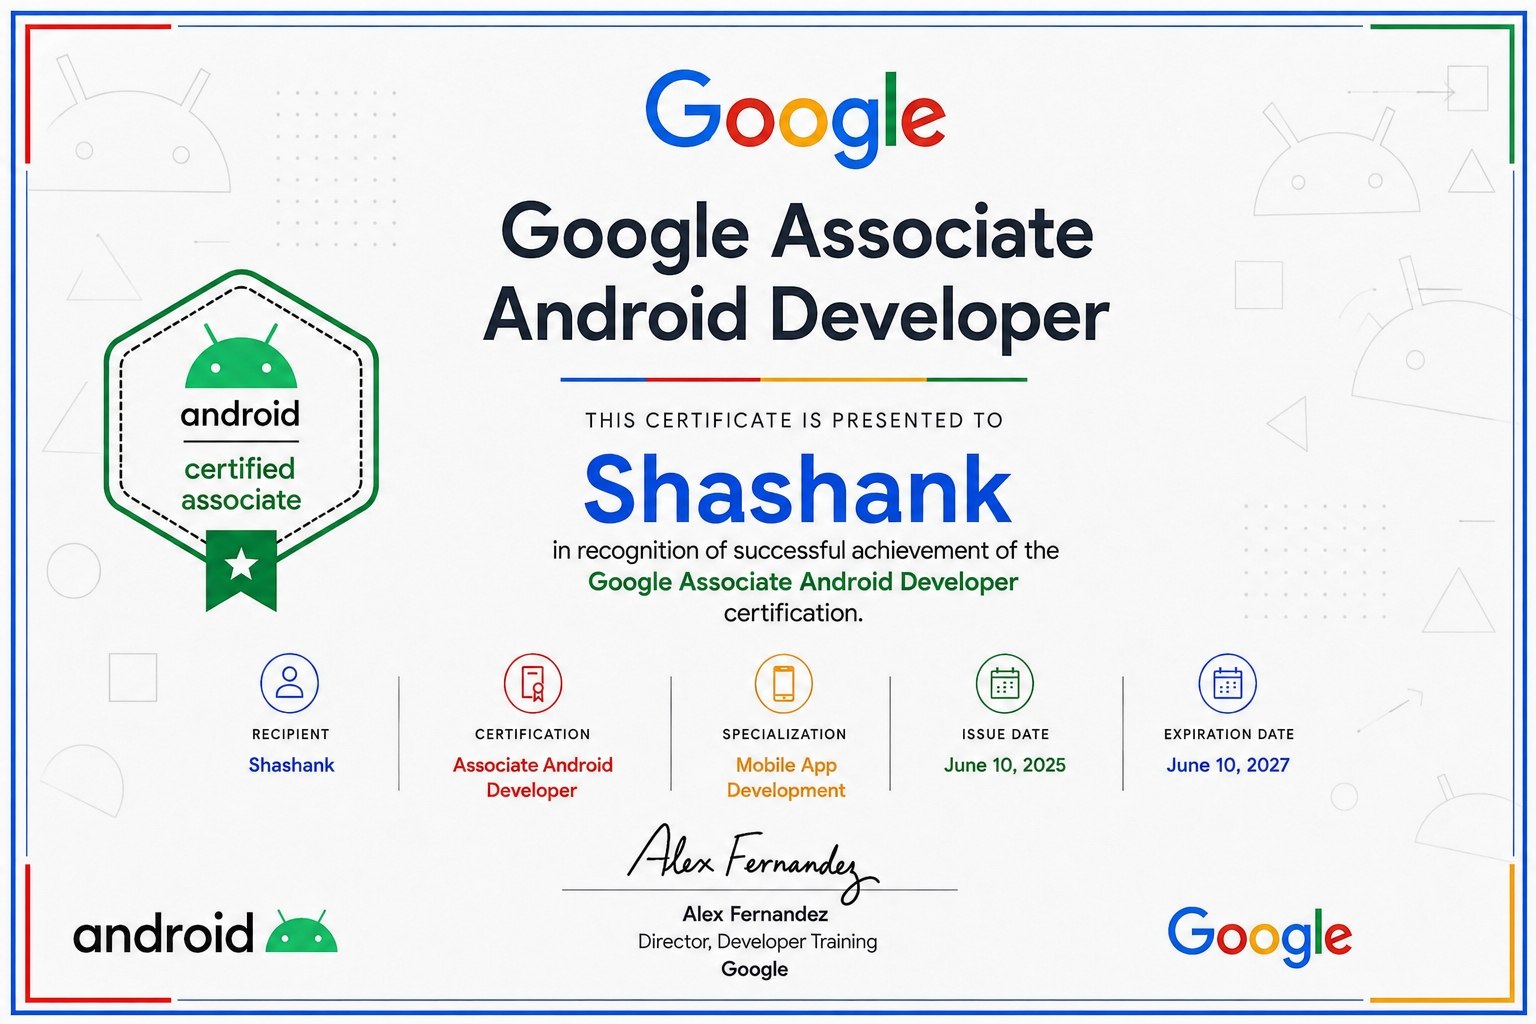 Google
Google Associate
Android Developer
THIS CERTIFICATE IS PRESENTED TO
Shashank
in recognition of successful achievement of the
Google Associate Android Developer
certification.
android
certified
associate
RECIPIENT
Shashank
CERTIFICATION
Associate Android
Developer
SPECIALIZATION
Mobile App
Development
ISSUE DATE
June 10, 2025
EXPIRATION DATE
June 10, 2027
Alex Fernandez
Alex Fernandez
Director, Developer Training
Google
android
Google